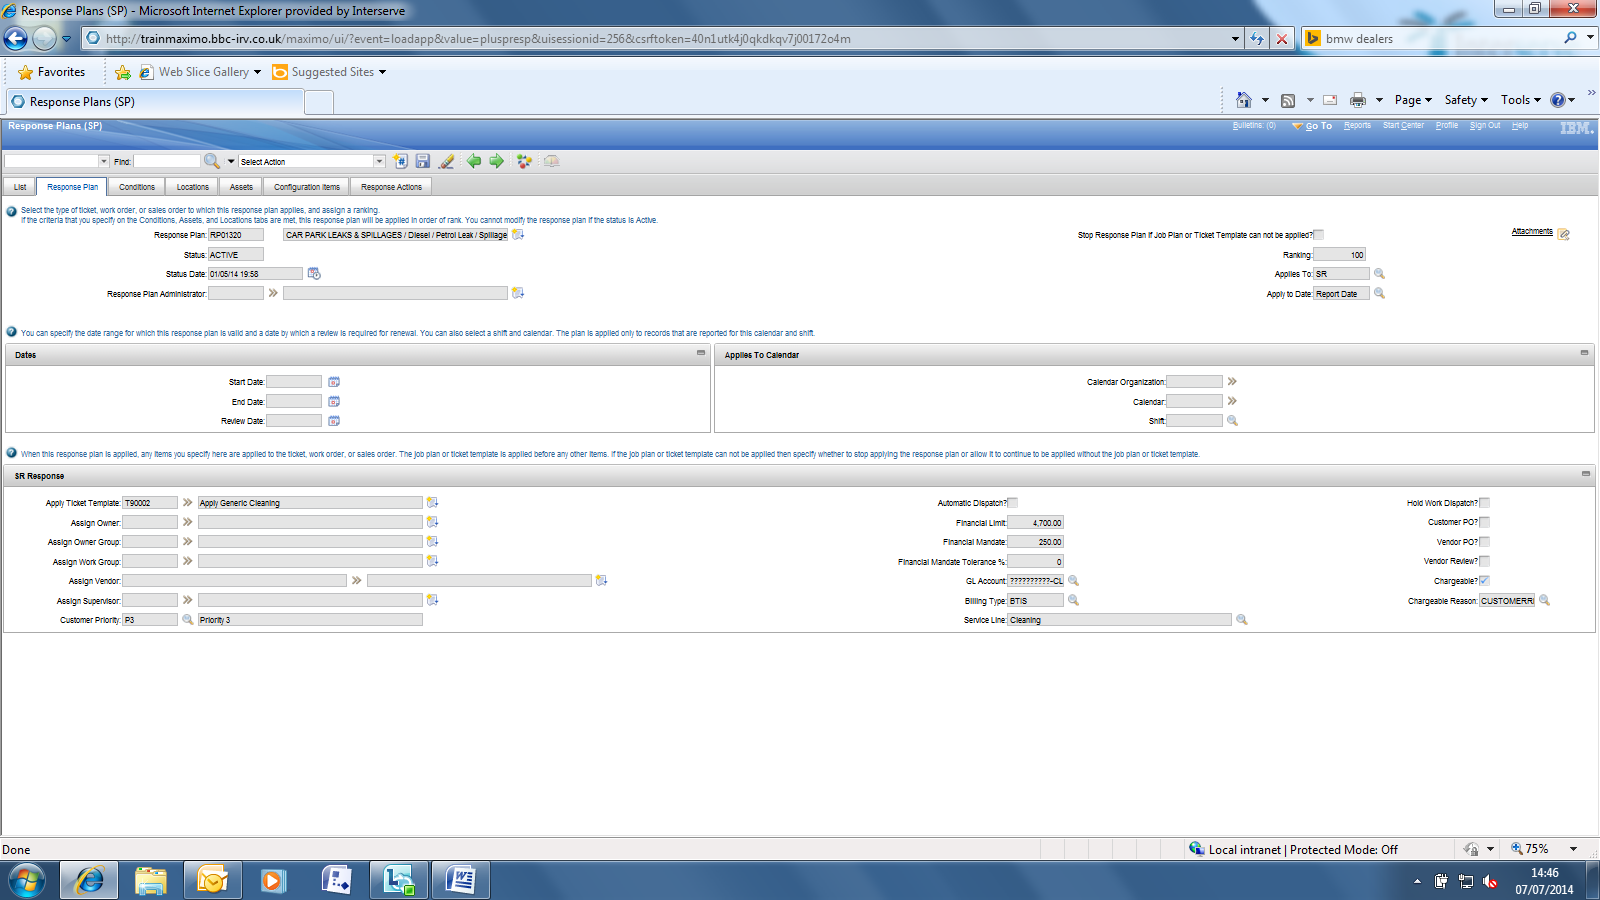 Response Plans (SP) - Microsoft Internet Explorer provided by Interserve
http://trainmaximo.bbc-irv.co.uk/maximo/ui/?event=loadapp&value=pluspresp&uisessionid=256&csrftoken=40n1utk4j0qkdkqv7j00172o4m
bmw dealers
Favorites Web Slice Gallery Suggested Sites
Response Plans (SP)
Page Safety Tools
Response Plans (SP) Bulletins: (0) Go To Reports Start Center Profile Sign Out Help IBM.
Find: Select Action
List Response Plan Conditions Locations Assets Configuration Items Response Actions
Select the type of ticket, work order, or sales order to which this response plan applies, and assign a ranking.
If the criteria that you specify on the Conditions, Assets, and Locations tabs are met, this response plan will be applied in order of rank. You cannot modify the response plan if the status is Active.
Response Plan: RP01320 CAR PARK LEAKS & SPILLAGES / Diesel / Petrol Leak / Spillage Stop Response Plan if Job Plan or Ticket Template can not be applied? Attachments
Status: ACTIVE Ranking: 100
Status Date: 01/05/14 19:58 Applies To: SR
Response Plan Administrator: Apply to Date: Report Date
You can specify the date range for which this response plan is valid and a date by which a review is required for renewal. You can also select a shift and calendar. The plan is applied only to records that are reported for this calendar and shift.
Dates Applies To Calendar
Start Date: Calendar Organization:
End Date: Calendar:
Review Date: Shift:
When this response plan is applied, any items you specify here are applied to the ticket, work order, or sales order. The job plan or ticket template is applied before any other items. If the job plan or ticket template can not be applied then specify whether to stop applying the response plan or allow it to continue to be applied without the job plan or ticket template.
SR Response
Apply Ticket Template: T90002 Apply Generic Cleaning Automatic Dispatch? Hold Work Dispatch?
Assign Owner: Financial Limit: 4,700.00 Customer PO?
Assign Owner Group: Financial Mandate: 250.00 Vendor PO?
Assign Work Group: Financial Mandate Tolerance %: 0 Vendor Review?
Assign Vendor: GL Account: ??????????-CL Chargeable?
Assign Supervisor: Billing Type: BTIS Chargeable Reason: CUSTOMERR
Customer Priority: P3 Priority 3 Service Line: Cleaning
Done Local intranet | Protected Mode: Off 75%
14:46
07/07/2014